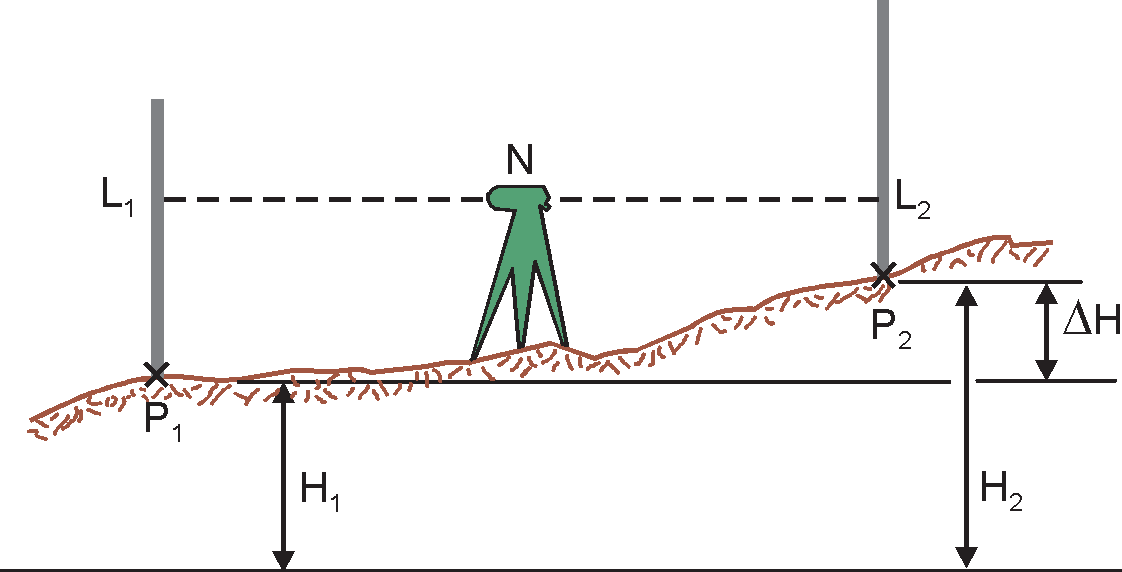 N
L₁
L₂
P₂
ΔH
P₁
H₁
H₂